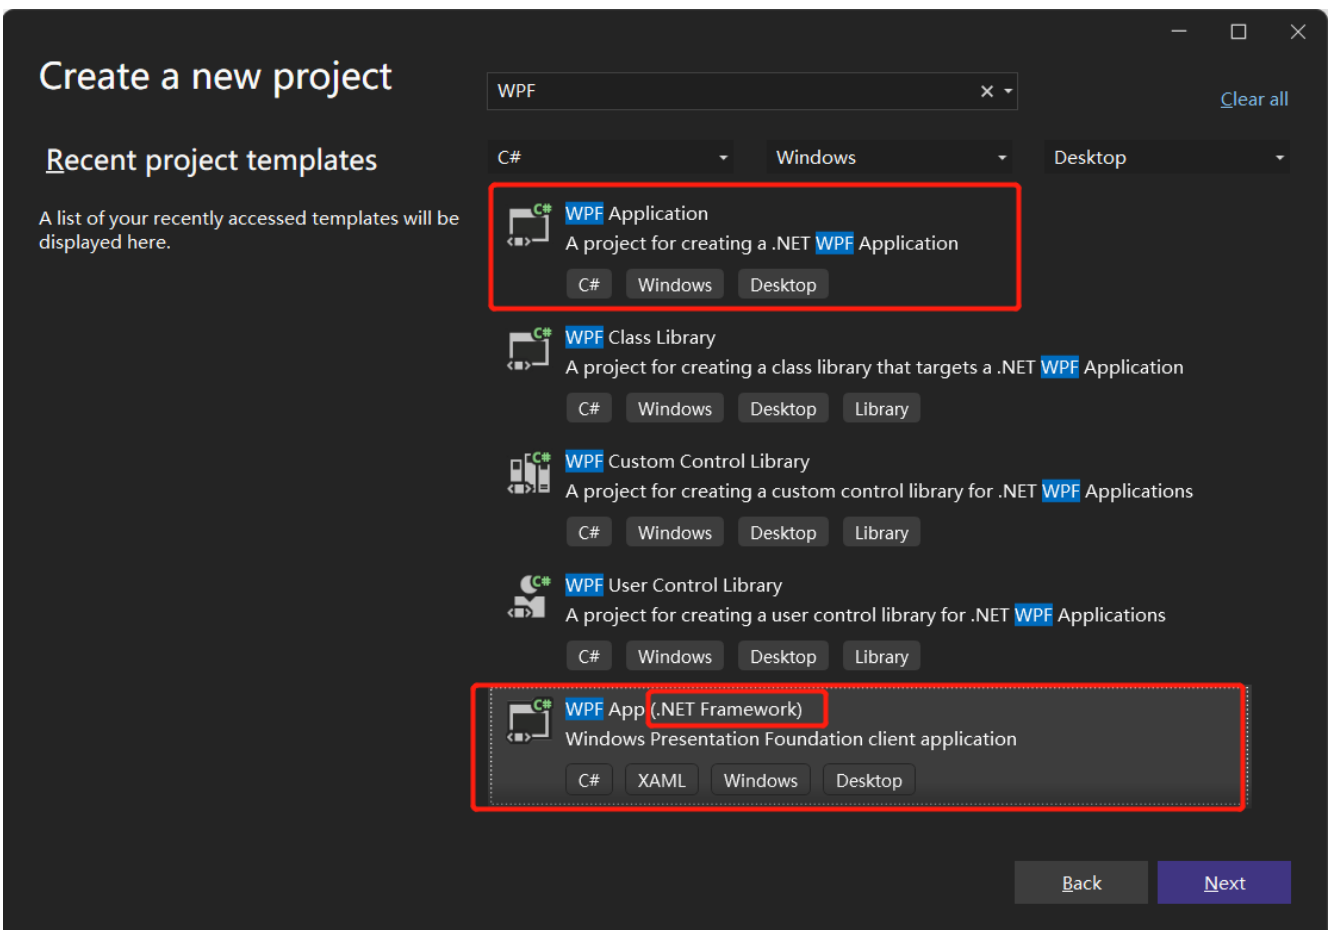 Create a new project
WPF
Clear all
Recent project templates
C# Windows Desktop
A list of your recently accessed templates will be
displayed here.
C#
WPF Application
A project for creating a .NET WPF Application
C# Windows Desktop
C#
WPF Class Library
A project for creating a class library that targets a .NET WPF Application
C# Windows Desktop Library
C#
WPF Custom Control Library
A project for creating a custom control library for .NET WPF Applications
C# Windows Desktop Library
C#
WPF User Control Library
A project for creating a user control library for .NET WPF Applications
C# Windows Desktop Library
C#
WPF App (.NET Framework)
Windows Presentation Foundation client application
C# XAML Windows Desktop
Back Next